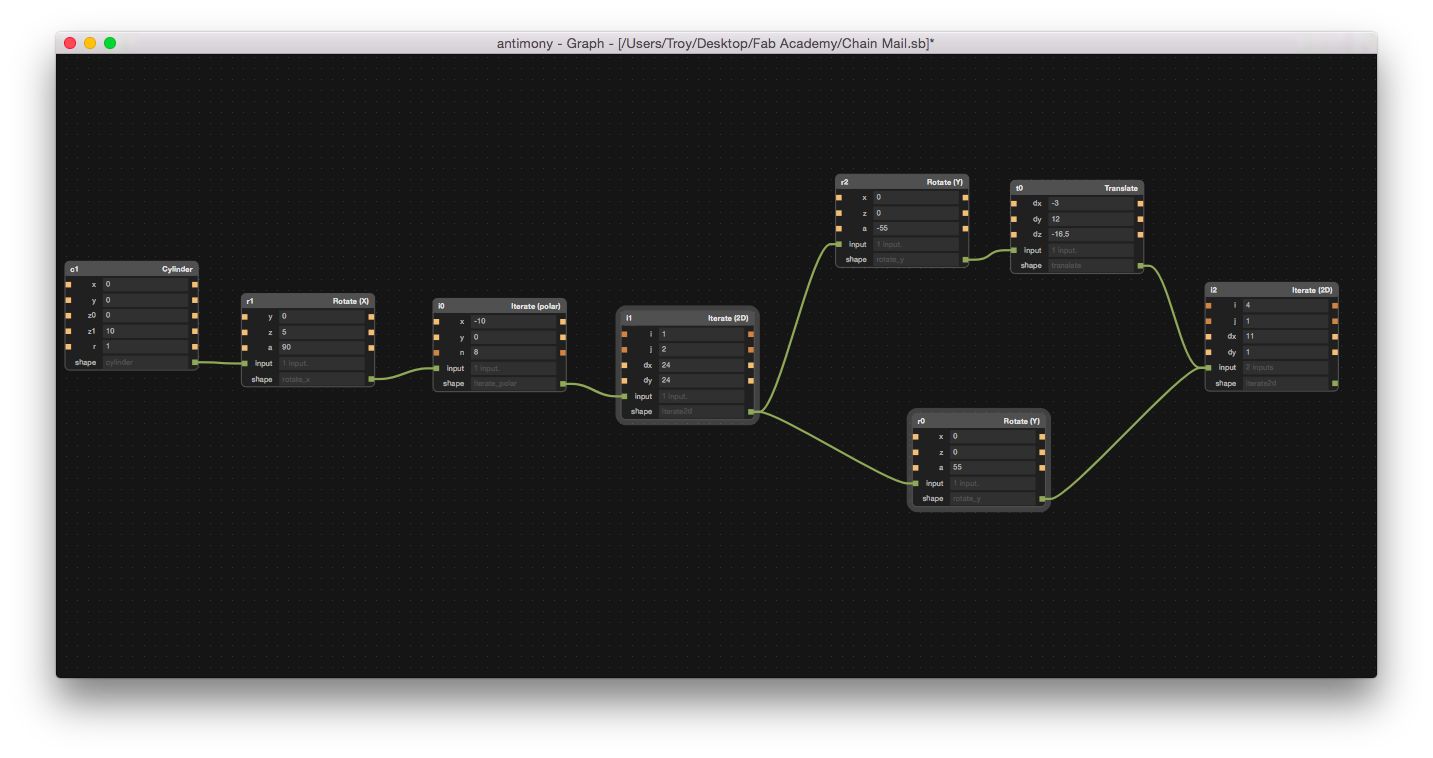 antimony - Graph - [/Users/Troy/Desktop/Fab Academy/Chain Mail.sb]*
c1 Cylinder
x 0
y 0
z0 0
z1 10
r 1
shape cylinder
r1 Rotate (X)
y 0
z 5
a 90
input 1 input.
shape rotate_x
i0 Iterate (polar)
x -10
y 0
n 8
input 1 input.
shape iterate_polar
i1 Iterate (2D)
i 1
j 2
dx 24
dy 24
input 1 input.
shape iterate2d
r2 Rotate (Y)
x 0
z 0
a -55
input 1 input.
shape rotate_y
t0 Translate
dx -3
dy 12
dz -16.5
input 1 input.
shape translate
r0 Rotate (Y)
x 0
z 0
a 55
input 1 input.
shape rotate_y
i2 Iterate (2D)
i 4
j 1
dx 11
dy 1
input 2 inputs
shape iterate2d